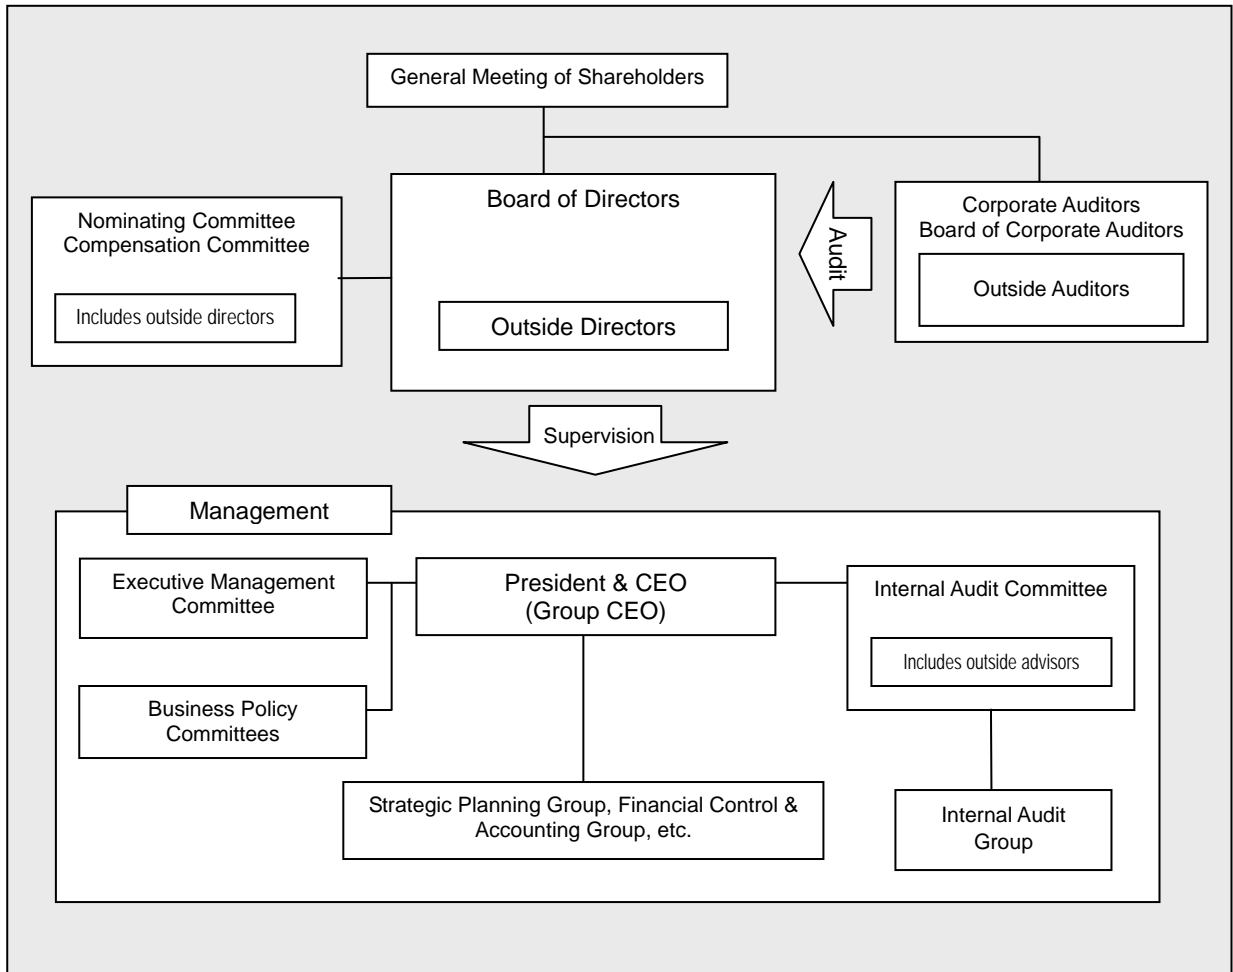 General Meeting of Shareholders
Board of Directors
Outside Directors
Nominating Committee
Compensation Committee
Includes outside directors
Audit
Corporate Auditors
Board of Corporate Auditors
Outside Auditors
Supervision
Management
Executive Management
Committee
President & CEO
(Group CEO)
Internal Audit Committee
Includes outside advisors
Business Policy
Committees
Strategic Planning Group, Financial Control &
Accounting Group, etc.
Internal Audit
Group